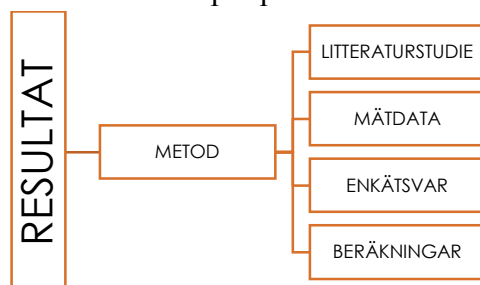 RESULTAT
METOD
LITTERATURSTUDIE
MÄTDATA
ENKÄTSVAR
BERÄKNINGAR